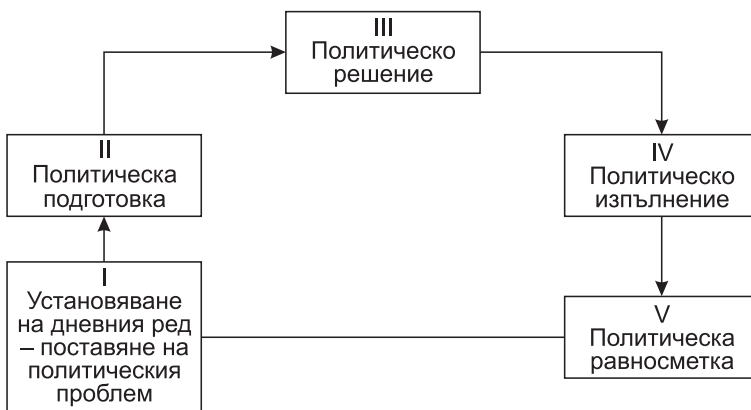 I
Установяване
на дневния ред
– поставяне на
политическия
проблем
II
Политическа
подготовка
III
Политическо
решение
IV
Политическо
изпълнение
V
Политическа
равносметка